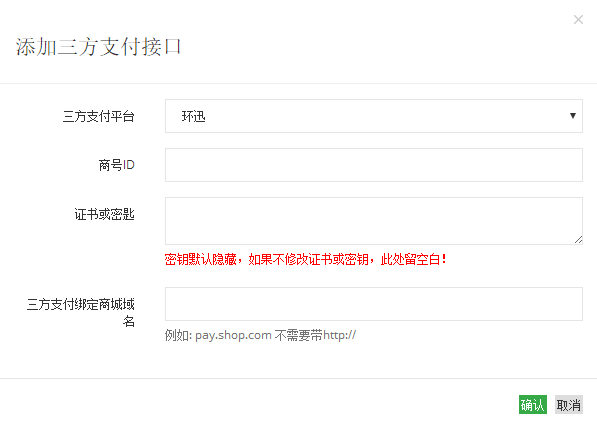 ×
添加三方支付接口
三方支付平台
环迅
商号ID
证书或密匙
密钥默认隐藏，如果不修改证书或密钥，此处留空白！
三方支付绑定商城域
名
例如: pay.shop.com 不需要带http://
确认 取消